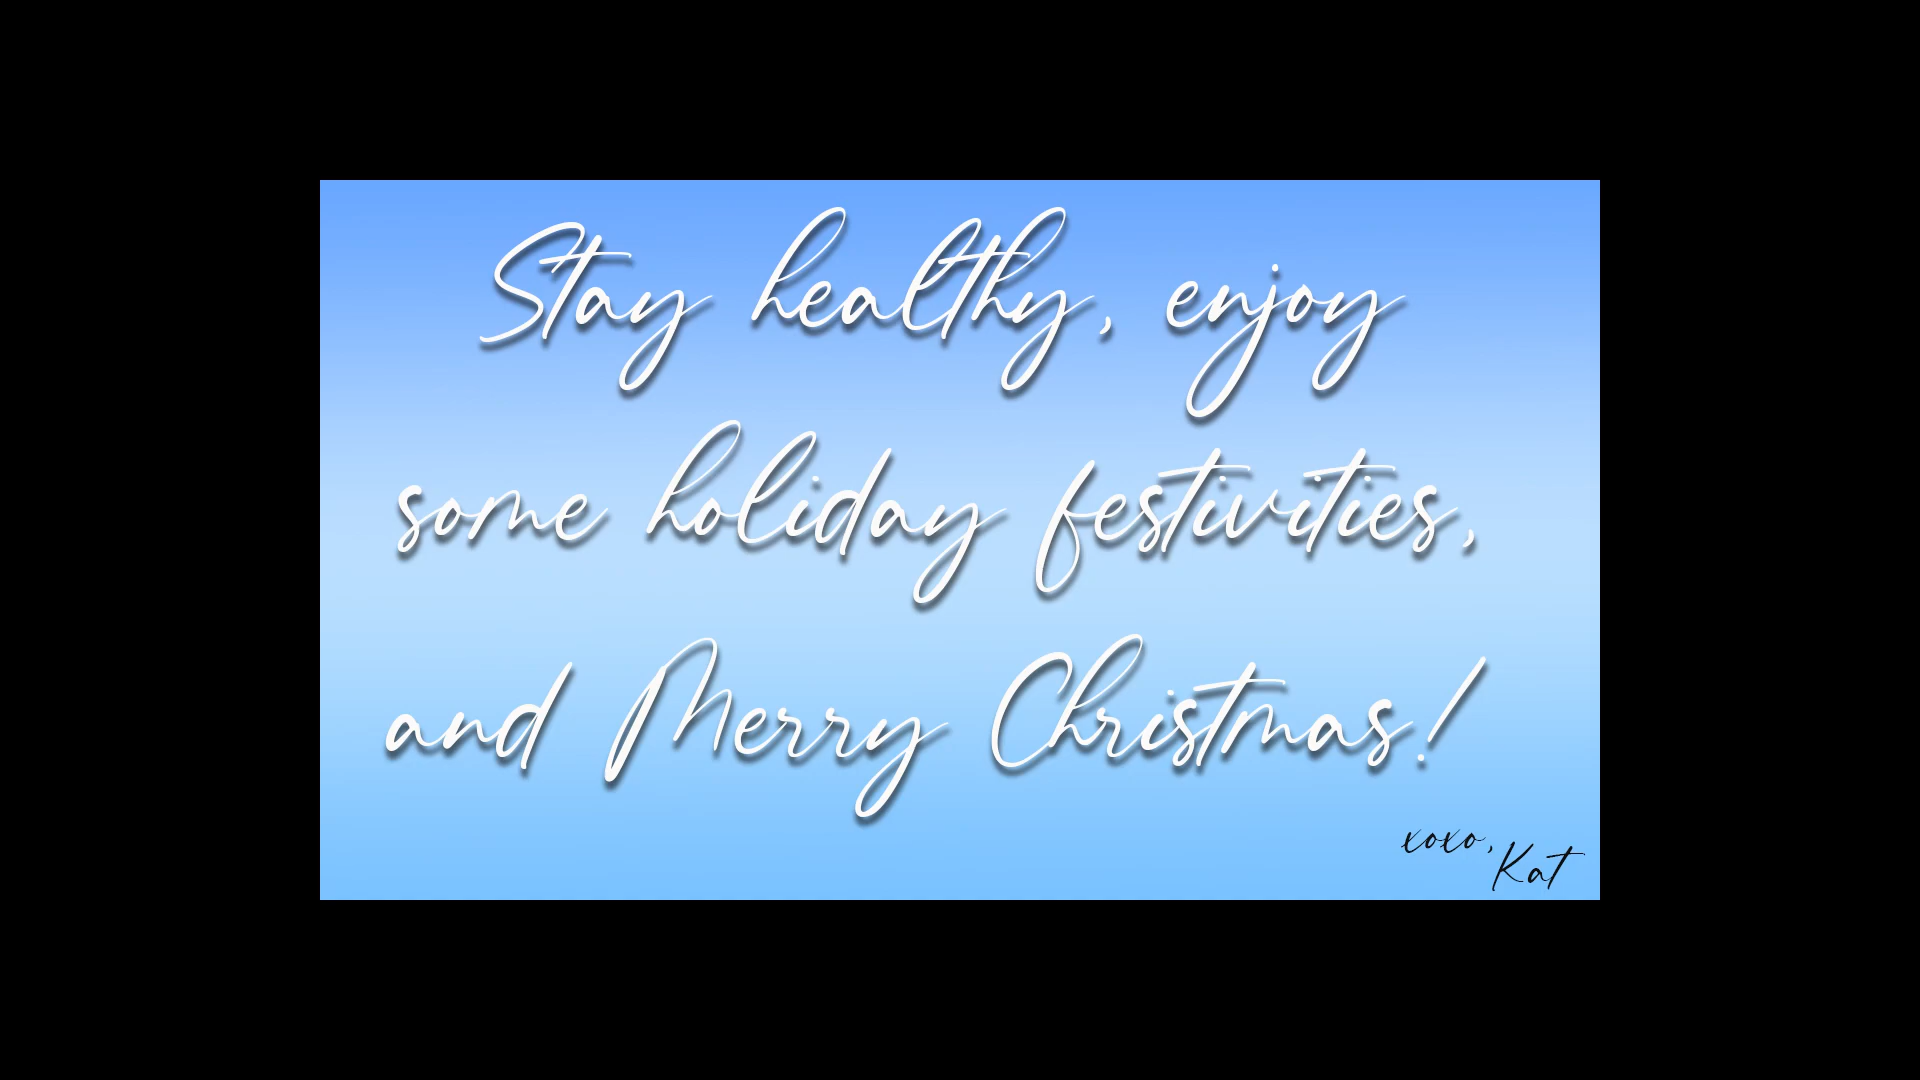 Stay healthy, enjoy
some holiday festivities,
and Merry Christmas!
xoxo,
Kat